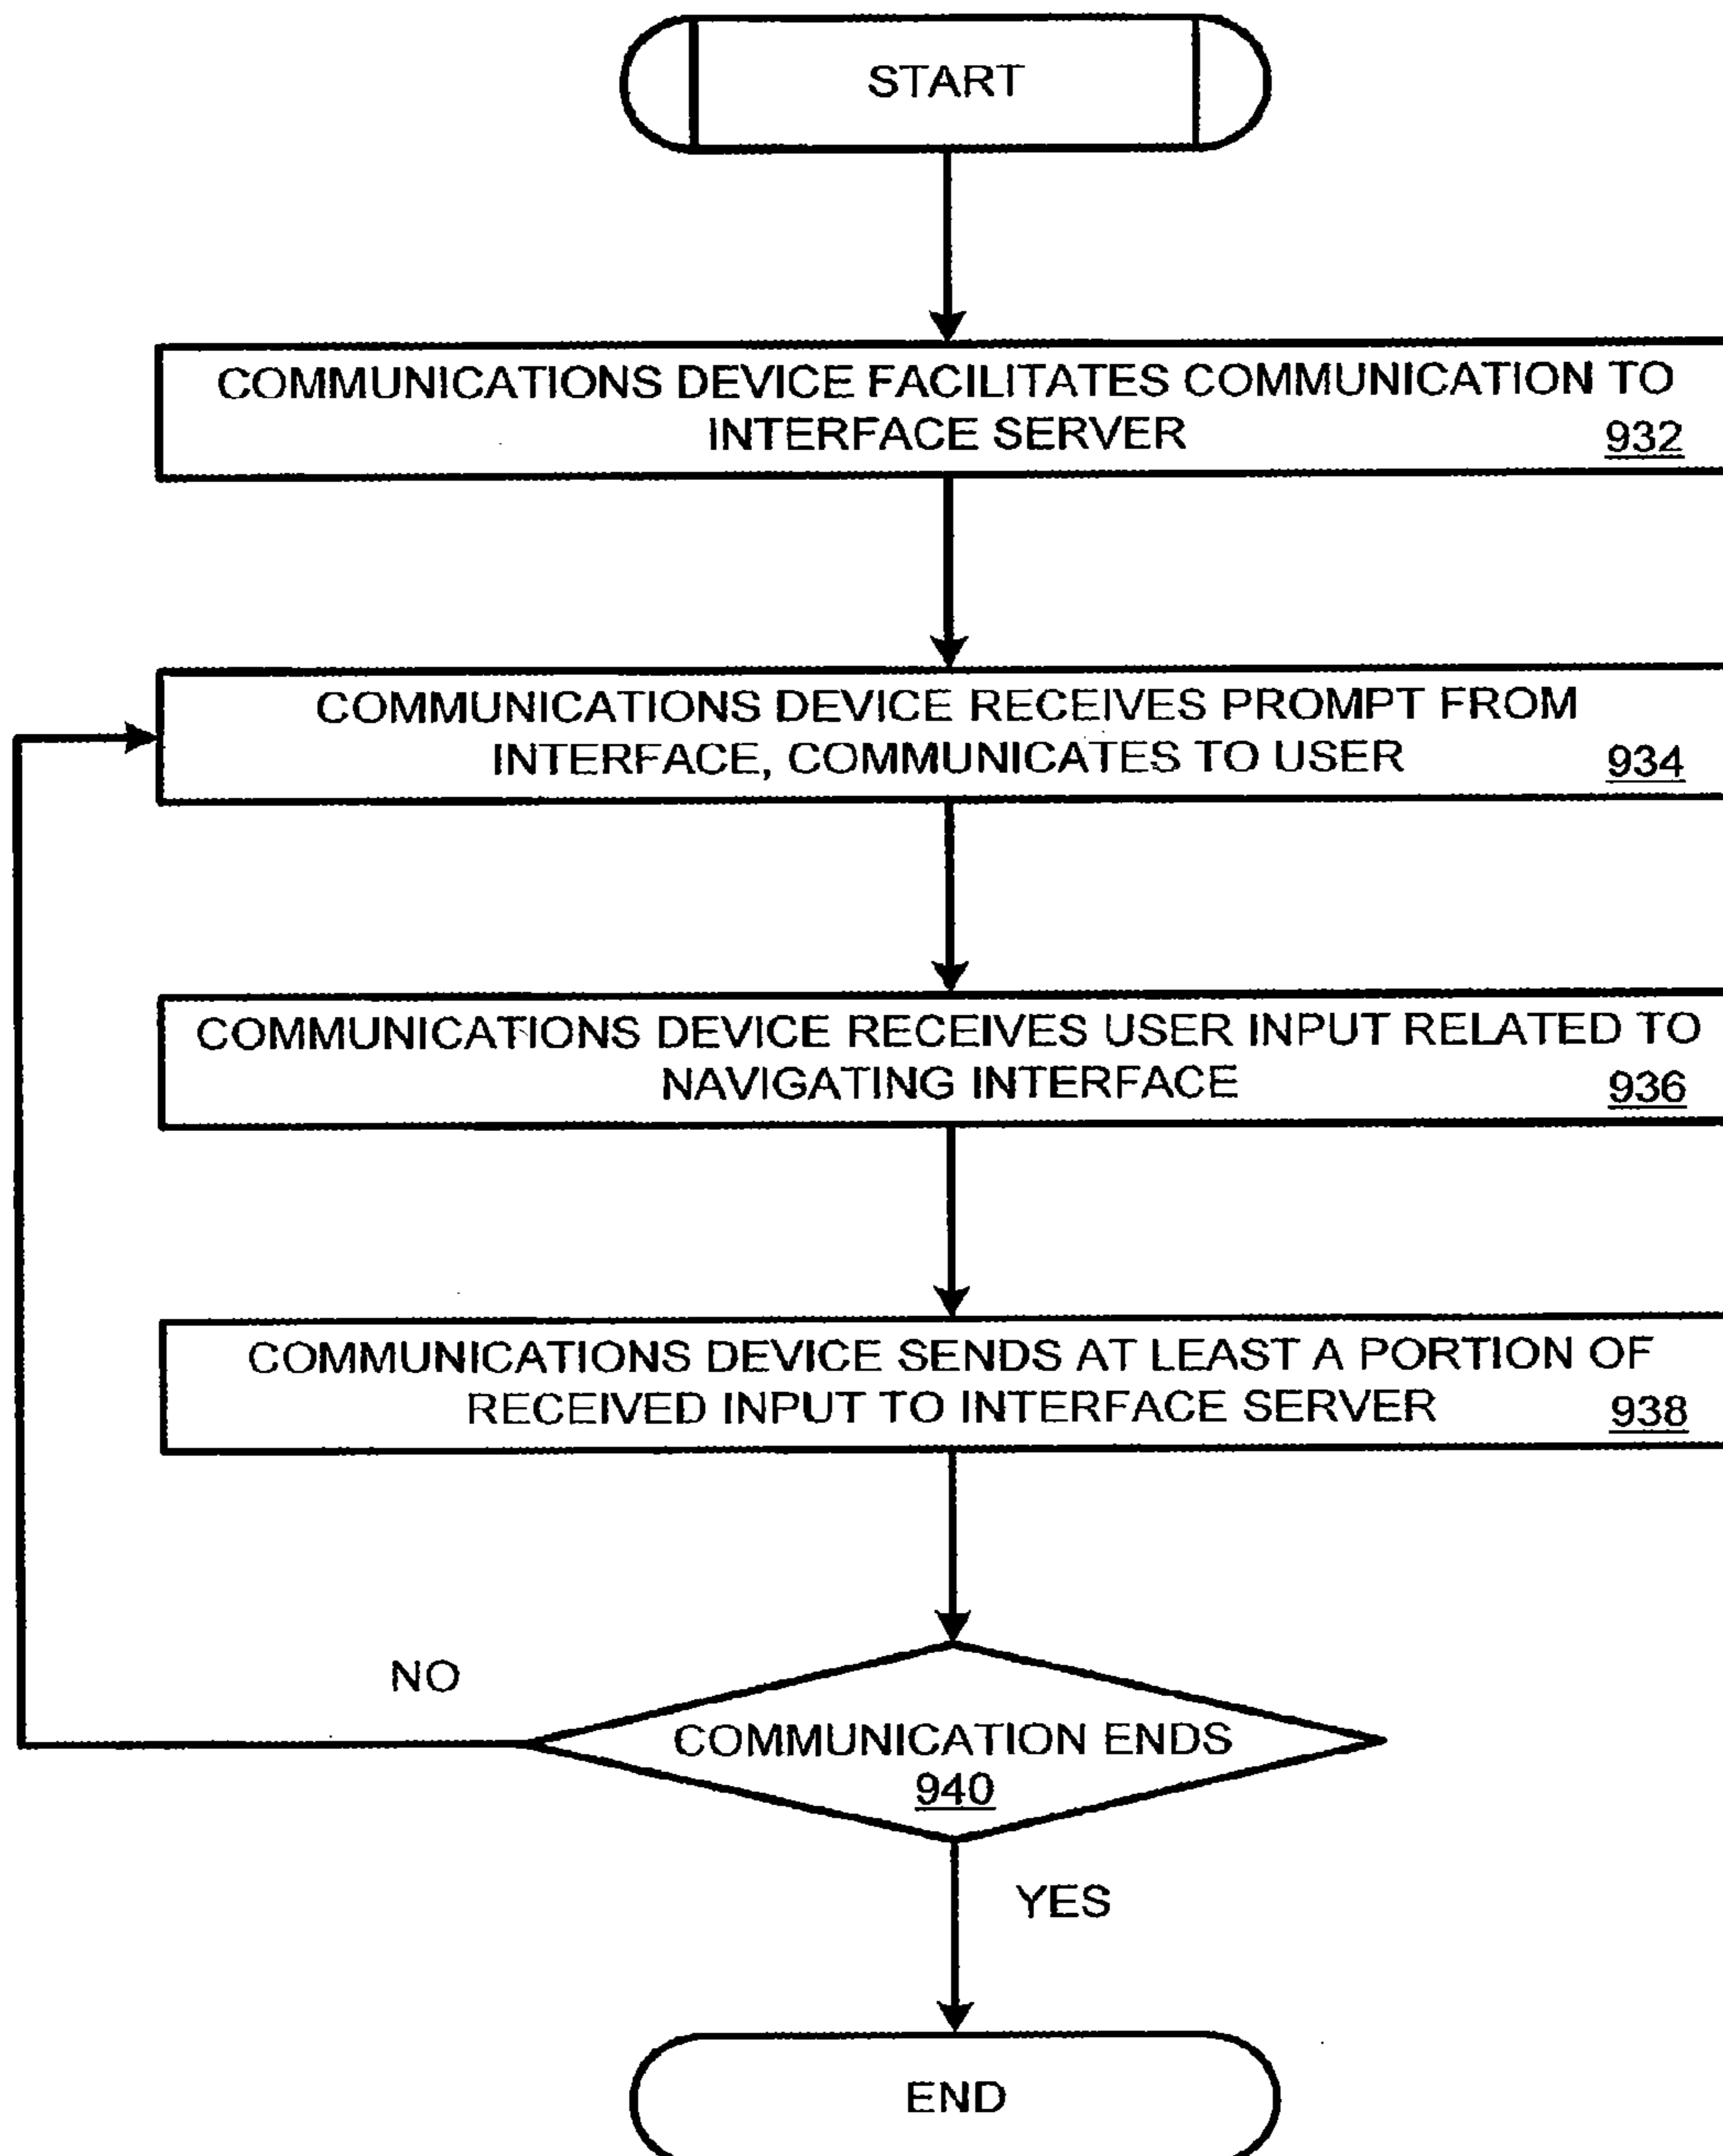 START
COMMUNICATIONS DEVICE FACILITATES COMMUNICATION TO
INTERFACE SERVER 932
COMMUNICATIONS DEVICE RECEIVES PROMPT FROM
INTERFACE, COMMUNICATES TO USER 934
COMMUNICATIONS DEVICE RECEIVES USER INPUT RELATED TO
NAVIGATING INTERFACE 936
COMMUNICATIONS DEVICE SENDS AT LEAST A PORTION OF
RECEIVED INPUT TO INTERFACE SERVER 938
NO
COMMUNICATION ENDS
940
YES
END